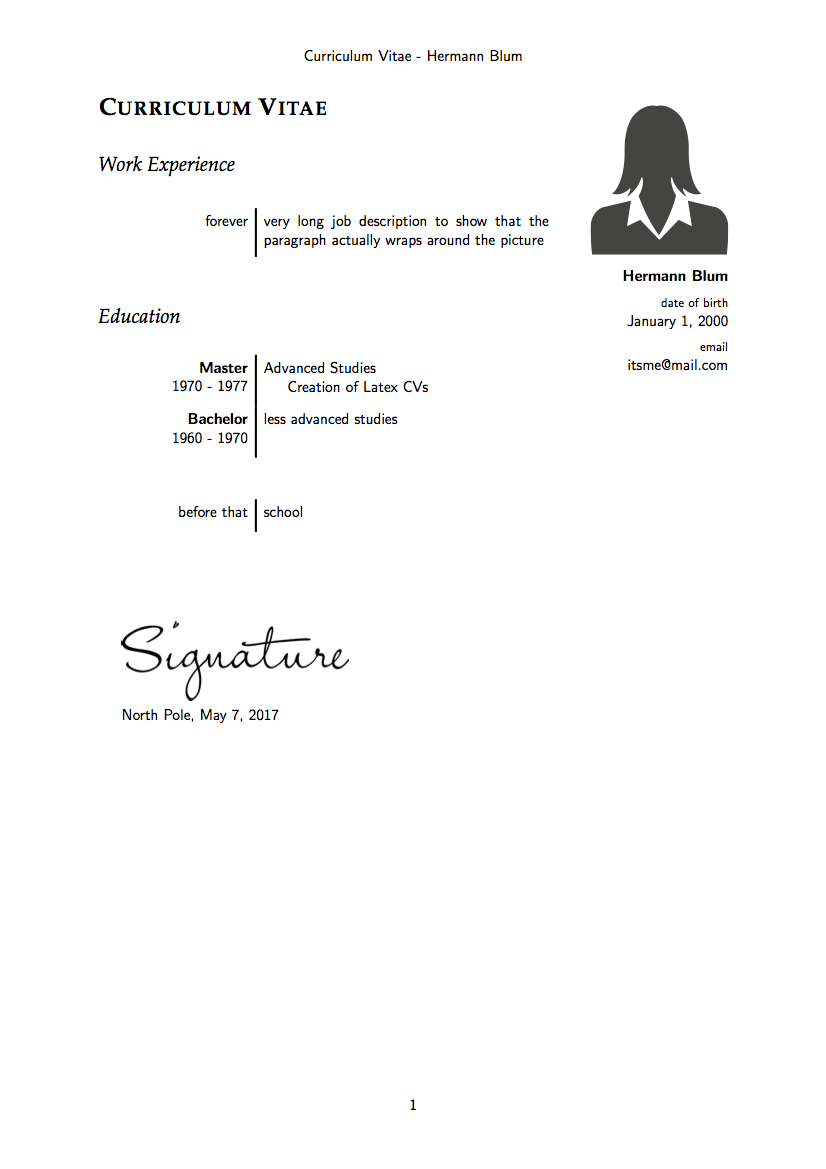 Curriculum Vitae - Hermann Blum
CURRICULUM VITAE
Work Experience
forever
very long job description to show that the
paragraph actually wraps around the picture
Hermann Blum
date of birth
January 1, 2000
email
itsme@mail.com
Education
Master
1970 - 1977
Advanced Studies
Creation of Latex CVs
Bachelor
1960 - 1970
less advanced studies
before that
school
Signature
North Pole, May 7, 2017
1